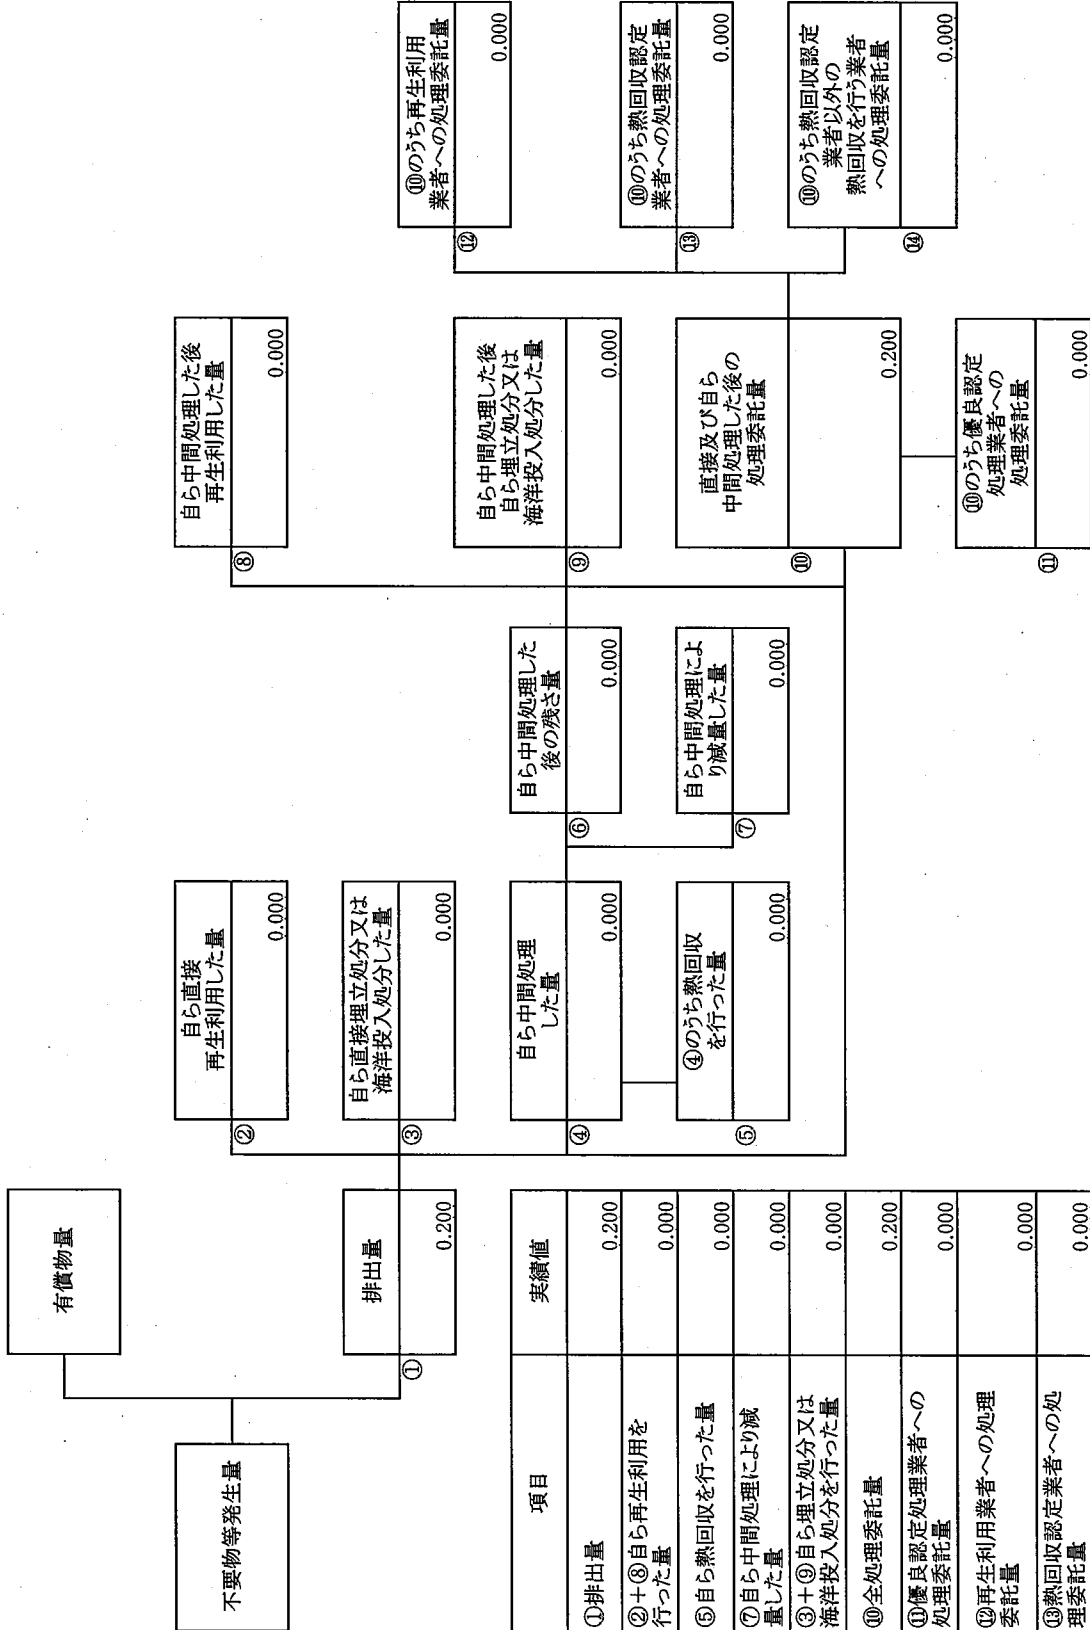 不要物等発生量
有償物量
排出量
①
0.200
自ら直接
再生利用した量
②
0.000
自ら直接埋立処分又は
海洋投入処分した量
③
0.000
自ら中間処理
した量
④
0.000
④のうち熱回収
を行った量
⑤
0.000
自ら中間処理した
後の残さ量
⑥
0.000
自ら中間処理によ
り減量した量
⑦
0.000
自ら中間処理した後
再生利用した量
⑧
0.000
自ら中間処理した後
自ら埋立処分又は
海洋投入処分した量
⑨
0.000
直接及び自ら
中間処理した後の
処理委託量
⑩
0.200
⑩のうち優良認定
処理業者への
処理委託量
⑪
0.000
⑩のうち再生利用
業者への処理委託量
⑫
0.000
⑩のうち熱回収認定
業者への処理委託量
⑬
0.000
⑩のうち熱回収認定
業者以外の
熱回収を行う業者
への処理委託量
⑭
0.000
項目
実績値
①排出量
0.200
②+⑧自ら再生利用を
行った量
0.000
⑤自ら熱回収を行った量
0.000
⑦自ら中間処理により減
量した量
0.000
③+⑨自ら埋立処分又は
海洋投入処分を行った量
0.000
⑩全処理委託量
0.200
⑪優良認定処理業者への
処理委託量
0.000
⑫再生利用業者への処理
委託量
0.000
⑬熱回収認定業者への処
理委託量
0.000